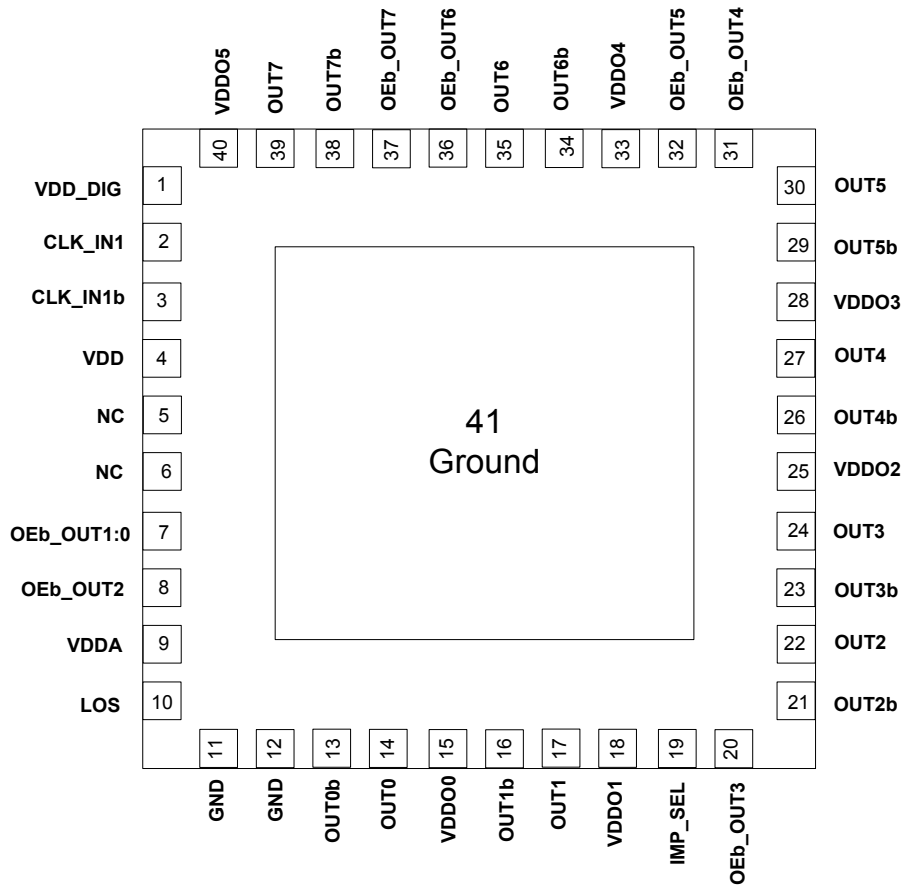 VDDO5
OUT7
OUT7b
OEb_OUT7
OEb_OUT6
OUT6
OUT6b
VDDO4
OEb_OUT5
OEb_OUT4
40
39
38
37
36
35
34
33
32
31
VDD_DIG 1
CLK_IN1 2
CLK_IN1b 3
VDD 4
NC 5
NC 6
OEb_OUT1:0 7
OEb_OUT2 8
VDDA 9
LOS 10
41
Ground
30 OUT5
29 OUT5b
28 VDDO3
27 OUT4
26 OUT4b
25 VDDO2
24 OUT3
23 OUT3b
22 OUT2
21 OUT2b
11
12
13
14
15
16
17
18
19
20
GND
GND
OUT0b
OUT0
VDDO0
OUT1b
OUT1
VDDO1
IMP_SEL
OEb_OUT3